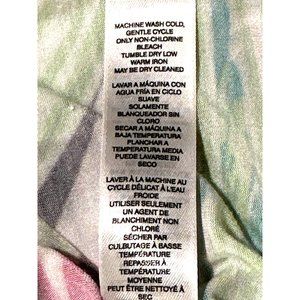 MACHINE WASH COLD,
GENTLE CYCLE
ONLY NON-CHLORINE
BLEACH
TUMBLE DRY LOW
WARM IRON
MAY BE DRY CLEANED
LAVAR A MÁQUINA CON
AGUA FRÍA EN CICLO
SUAVE
SOLAMENTE
BLANQUEADOR SIN
CLORO
SECAR A MÁQUINA A
BAJA TEMPERATURA
PLANCHAR A
TEMPERATURA MEDIA
PUEDE LAVARSE EN
SECO
LAVER À LA MACHINE AU
CYCLE DÉLICAT À L'EAU
FROIDE
UTILISER SEULEMENT
UN AGENT DE
BLANCHIMENT NON
CHLORÉ
SÉCHER PAR
CULBUTAGE À BASSE
TEMPÉRATURE
REPASSER À
TEMPÉRATURE
MOYENNE
PEUT ÊTRE NETTOYÉ À
SEC